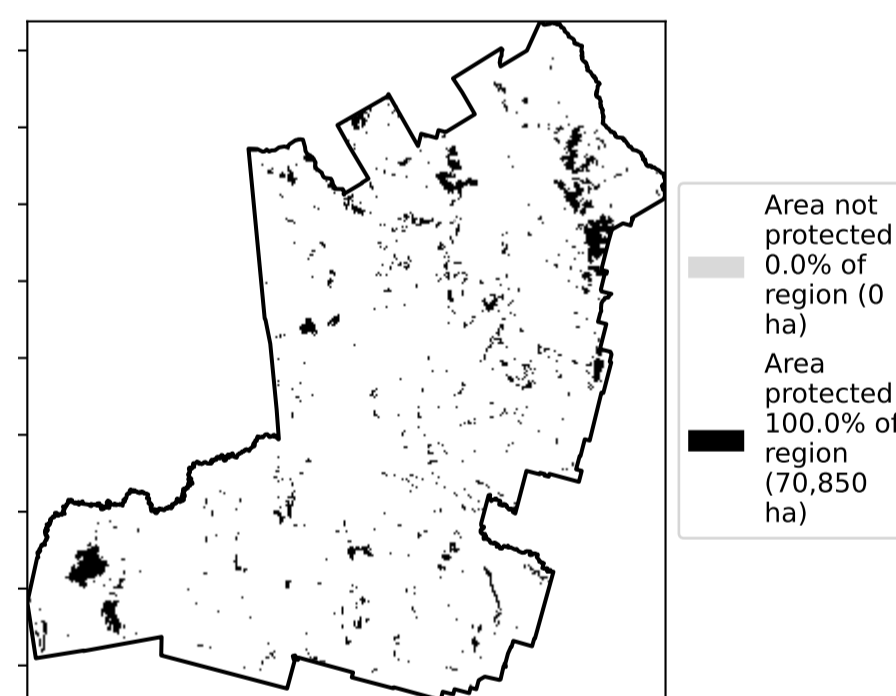 Area not
protected
0.0% of
region (0
ha)
Area
protected
100.0% of
region
(70,850
ha)